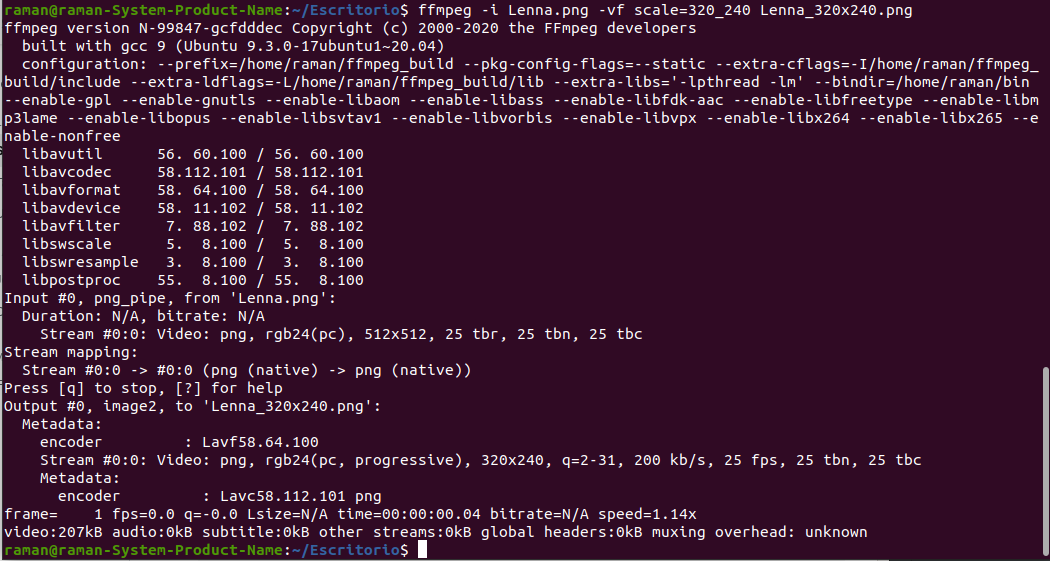 raman@raman-System-Product-Name:~/Escritorio$ ffmpeg -i Lenna.png -vf scale=320_240 Lenna_320x240.png
ffmpeg version N-99847-gcfdddec Copyright (c) 2000-2020 the FFmpeg developers
  built with gcc 9 (Ubuntu 9.3.0-17ubuntu1~20.04)
  configuration: --prefix=/home/raman/ffmpeg_build --pkg-config-flags=--static --extra-cflags=-I/home/raman/ffmpeg_
build/include --extra-ldflags=-L/home/raman/ffmpeg_build/lib --extra-libs='-lpthread -lm' --bindir=/home/raman/bin
--enable-gpl --enable-gnutls --enable-libaom --enable-libass --enable-libfdk-aac --enable-libfreetype --enable-libm
p3lame --enable-libopus --enable-libsvtav1 --enable-libvorbis --enable-libvpx --enable-libx264 --enable-libx265 --e
nable-nonfree
  libavutil      56. 60.100 / 56. 60.100
  libavcodec     58.112.101 / 58.112.101
  libavformat    58. 64.100 / 58. 64.100
  libavdevice    58. 11.102 / 58. 11.102
  libavfilter     7. 88.102 /  7. 88.102
  libswscale      5.  8.100 /  5.  8.100
  libswresample   3.  8.100 /  3.  8.100
  libpostproc    55.  8.100 / 55.  8.100
Input #0, png_pipe, from 'Lenna.png':
  Duration: N/A, bitrate: N/A
    Stream #0:0: Video: png, rgb24(pc), 512x512, 25 tbr, 25 tbn, 25 tbc
Stream mapping:
  Stream #0:0 -> #0:0 (png (native) -> png (native))
Press [q] to stop, [?] for help
Output #0, image2, to 'Lenna_320x240.png':
  Metadata:
    encoder         : Lavf58.64.100
    Stream #0:0: Video: png, rgb24(pc, progressive), 320x240, q=2-31, 200 kb/s, 25 fps, 25 tbn, 25 tbc
    Metadata:
      encoder         : Lavc58.112.101 png
frame=    1 fps=0.0 q=-0.0 Lsize=N/A time=00:00:00.04 bitrate=N/A speed=1.14x
video:207kB audio:0kB subtitle:0kB other streams:0kB global headers:0kB muxing overhead: unknown
raman@raman-System-Product-Name:~/Escritorio$